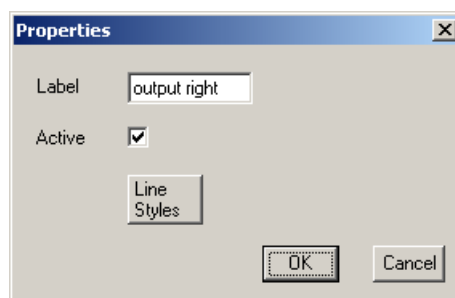 Properties
Label output right
Active
Line
Styles
OK Cancel